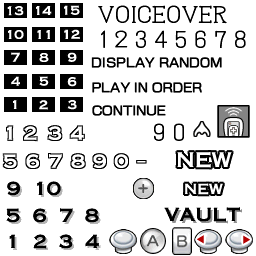 13 14 15
VOICEOVER
10 11 12
1 2 3 4 5 6 7 8
7 8 9
DISPLAY RANDOM
4 5 6
PLAY IN ORDER
1 2 3
CONTINUE
1 2 3 4
9 0
5 6 7 8 9 0 -
NEW
9 10
+
NEW
5 6 7 8
VAULT
1 2 3 4
A
B